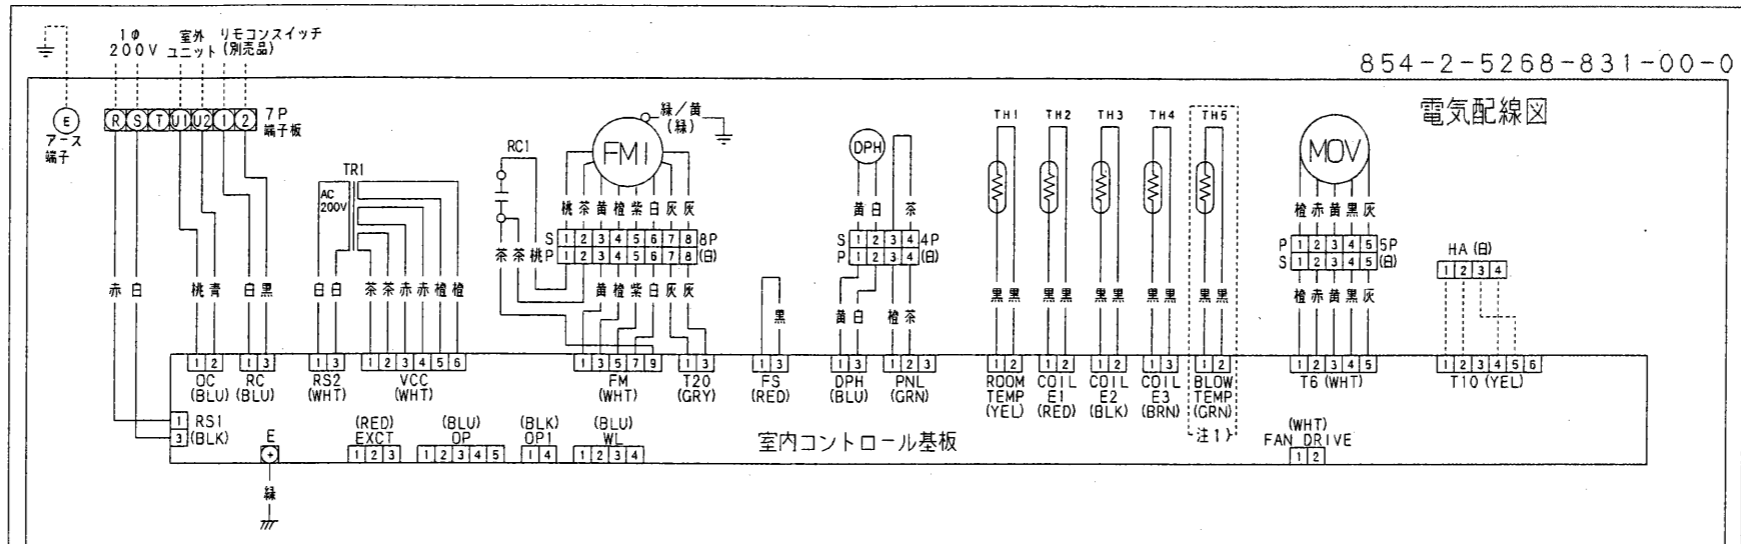 1Φ 室外 リモコンスイッチ
200V ユニット (別売品)
854-2-5268-831-00-0
電気配線図
E
アース
端子
R S T U1 U2 1 2 7P
端子板
緑/黄
(緑)
RC1
FM1
DPH
TH1 TH2 TH3 TH4 TH5
MOV
TR1
AC
200V
桃 茶 黄 橙 紫 白 灰 灰
黄 白 茶
橙 赤 黄 黒 灰
S 1 2 3 4 5 6 7 8 8P
P 1 2 3 4 5 6 7 8 (白)
S 1 2 3 4 4P
P 1 2 3 4 (白)
P 1 2 3 4 5 5P
S 1 2 3 4 5 (白)
HA (白)
1 2 3 4
茶 茶 桃
赤 白 桃 青 白 黒 白 白 茶 茶 赤 赤 橙 橙
黄 橙 紫 白 灰 灰
黒
黄 白 橙 茶
黒 黒 黒 黒 黒 黒 黒 黒 黒 黒
橙 赤 黄 黒 灰
1 2
OC
(BLU)
1 3
RC
(BLU)
1 3
RS2
(WHT)
1 2 3 4 5 6
VCC
(WHT)
1 3 5 7 9
FM
(WHT)
1 3
T20
(GRY)
1 3
FS
(RED)
1 3
DPH
(BLU)
1 2 3
PNL
(GRN)
1 2
ROOM
TEMP
(YEL)
1 2
COIL
E1
(RED)
1 2
COIL
E2
(BLK)
1 3
COIL
E3
(BRN)
1 2
BLOW
TEMP
(GRN)
注1)
1 2 3 4 5
T6 (WHT)
1 2 3 4 5 6
T10 (YEL)
1 RS1
3 (BLK)
E
緑
(RED)
EXCT
1 2 3
(BLU)
OP
1 2 3 4 5
(BLK)
OP1
1 4
(BLU)
WL
1 2 3 4
室内コントロール基板
(WHT)
FAN DRIVE
1 2